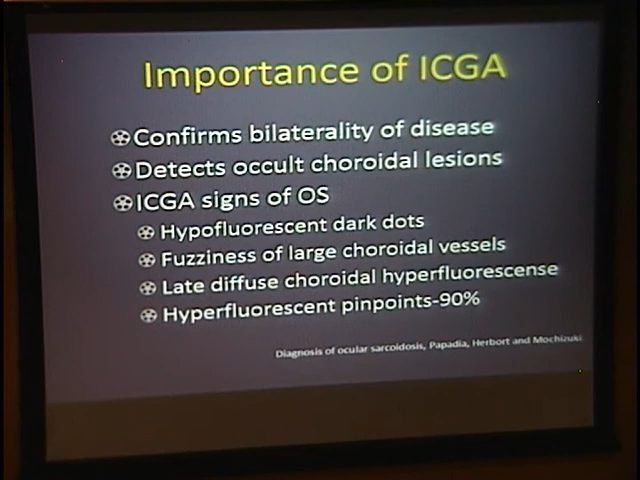 Importance of ICGA
Confirms bilaterality of disease
Detects occult choroidal lesions
ICGA signs of OS
Hypofluorescent dark dots
Fuzziness of large choroidal vessels
Late diffuse choroidal hyperfluorescense
Hyperfluorescent pinpoints-90%
Diagnosis of ocular sarcoidosis, Papadia, Herbort and Mochizuki